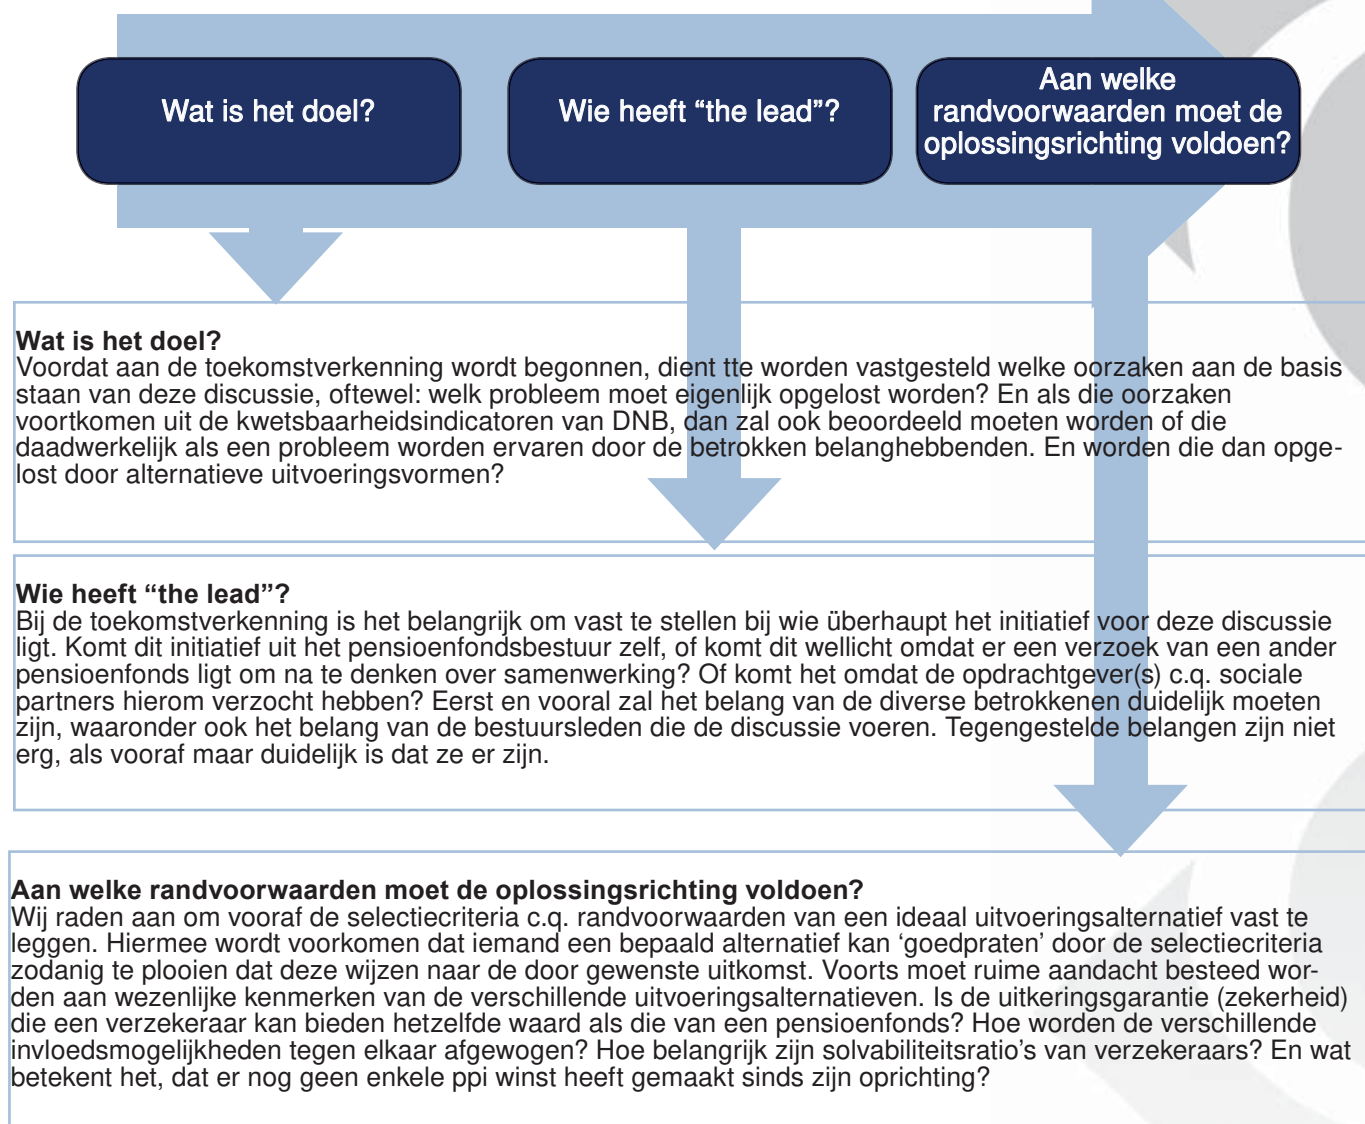 Wat is het doel?
Wie heeft “the lead”?
Aan welke
randvoorwaarden moet de
oplossingsrichting voldoen?
Wat is het doel?
Voordat aan de toekomstverkenning wordt begonnen, dient tte worden vastgesteld welke oorzaken aan de basis
staan van deze discussie, oftewel: welk probleem moet eigenlijk opgelost worden? En als die oorzaken
voortkomen uit de kwetsbaarheidsindicatoren van DNB, dan zal ook beoordeeld moeten worden of die
daadwerkelijk als een probleem worden ervaren door de betrokken belanghebbenden. En worden die dan opge-
lost door alternatieve uitvoeringsvormen?
Wie heeft “the lead”?
Bij de toekomstverkenning is het belangrijk om vast te stellen bij wie überhaupt het initiatief voor deze discussie
ligt. Komt dit initiatief uit het pensioenfondsbestuur zelf, of komt dit wellicht omdat er een verzoek van een ander
pensioenfonds ligt om na te denken over samenwerking? Of komt het omdat de opdrachtgever(s) c.q. sociale
partners hierom verzocht hebben? Eerst en vooral zal het belang van de diverse betrokkenen duidelijk moeten
zijn, waaronder ook het belang van de bestuursleden die de discussie voeren. Tegengestelde belangen zijn niet
erg, als vooraf maar duidelijk is dat ze er zijn.
Aan welke randvoorwaarden moet de oplossingsrichting voldoen?
Wij raden aan om vooraf de selectiecriteria c.q. randvoorwaarden van een ideaal uitvoeringsalternatief vast te
leggen. Hiermee wordt voorkomen dat iemand een bepaald alternatief kan ‘goedpraten’ door de selectiecriteria
zodanig te plooien dat deze wijzen naar de door gewenste uitkomst. Voorts moet ruime aandacht besteed wor-
den aan wezenlijke kenmerken van de verschillende uitvoeringsalternatieven. Is de uitkeringsgarantie (zekerheid)
die een verzekeraar kan bieden hetzelfde waard als die van een pensioenfonds? Hoe worden de verschillende
invloedsmogelijkheden tegen elkaar afgewogen? Hoe belangrijk zijn solvabiliteitsratio’s van verzekeraars? En wat
betekent het, dat er nog geen enkele ppi winst heeft gemaakt sinds zijn oprichting?